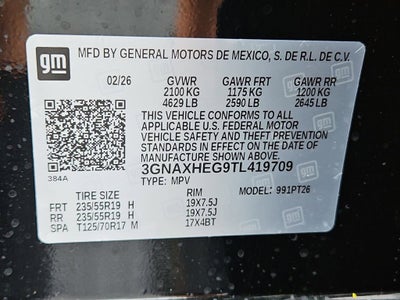 gm MFD BY GENERAL MOTORS DE MEXICO, S. DE R.L. DE C.V.
02/26 GVWR GAWR FRT GAWR RR
2100 KG 1175 KG 1200 KG
4629 LB 2590 LB 2645 LB
THIS VEHICLE CONFORMS TO ALL
APPLICABLE U.S. FEDERAL MOTOR
VEHICLE SAFETY AND THEFT PREVENTION
STANDARDS IN EFFECT ON THE DATE OF
MANUFACTURE SHOWN ABOVE.
3GNAXHEG9TL419709
384A TYPE: MPV
MODEL: 991PT26
TIRE SIZE RIM
FRT 235/55R19 H 19X7.5J
RR 235/55R19 H 19X7.5J
SPA T125/70R17 M 17X4BT